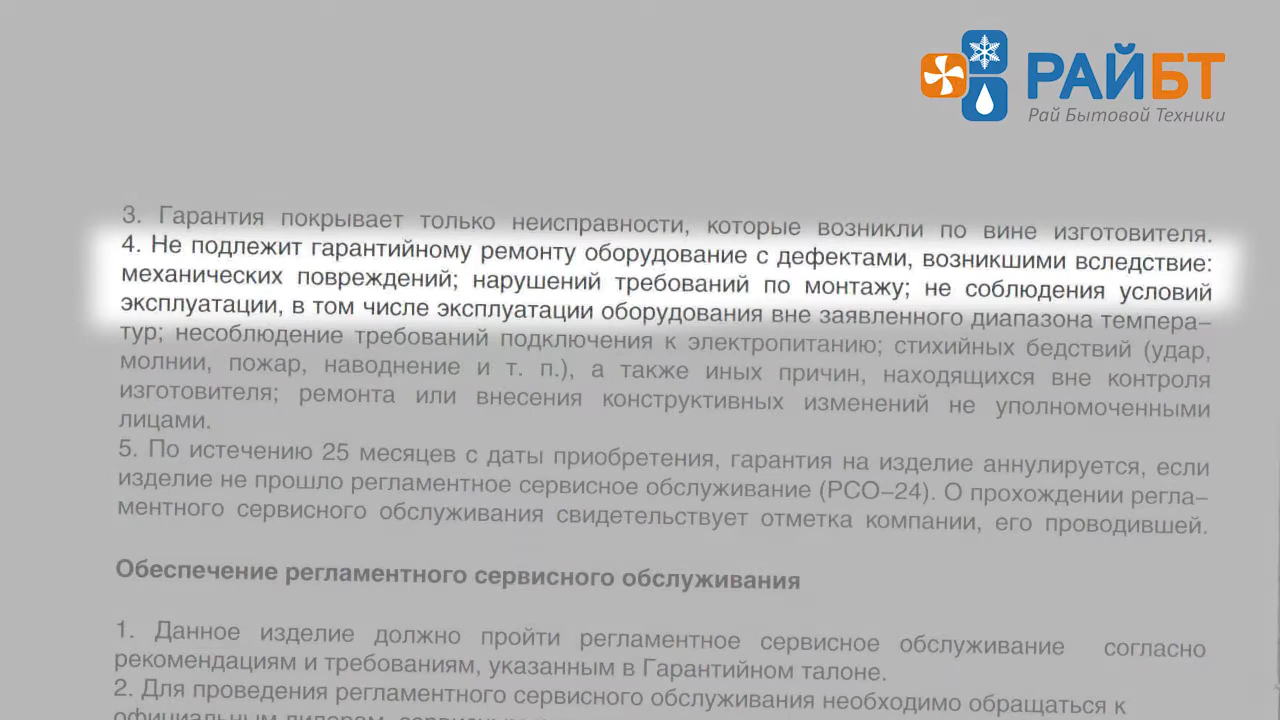 РАЙБТ
Рай Бытовой Техники
3. Гарантия покрывает только неисправности, которые возникли по вине изготовителя.
4. Не подлежит гарантийному ремонту оборудование с дефектами, возникшими вследствие:
механических повреждений; нарушений требований по монтажу; не соблюдения условий
эксплуатации, в том числе эксплуатации оборудования вне заявленного диапазона темпера–
тур; несоблюдение требований подключения к электропитанию; стихийных бедствий (удар,
молнии, пожар, наводнение и т. п.), а также иных причин, находящихся вне контроля
изготовителя; ремонта или внесения конструктивных изменений не уполномоченными
лицами.
5. По истечению 25 месяцев с даты приобретения, гарантия на изделие аннулируется, если
изделие не прошло регламентное сервисное обслуживание (РСО–24). О прохождении регла–
ментного сервисного обслуживания свидетельствует отметка компании, его проводившей.
Обеспечение регламентного сервисного обслуживания
1. Данное изделие должно пройти регламентное сервисное обслуживание согласно
рекомендациям и требованиям, указанным в Гарантийном талоне.
2. Для проведения регламентного сервисного обслуживания необходимо обращаться к
официальным дилерам,